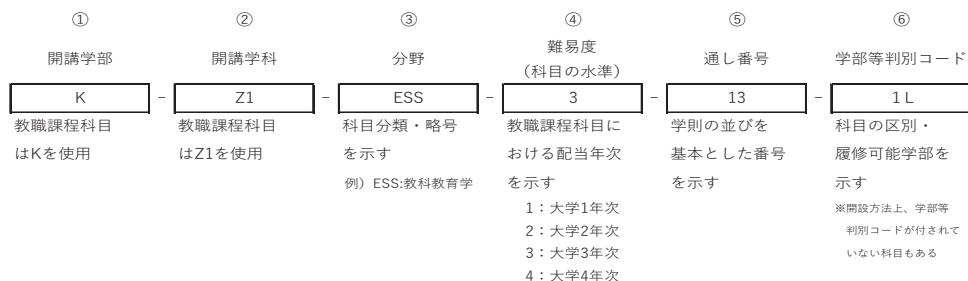 ① ② ③ ④ ⑤ ⑥
開講学部 開講学科 分野 難易度 通し番号 学部等判別コード
(科目の水準)
K － Z1 － ESS － 3 － 13 － 1L
教職課程科目
はKを使用
教職課程科目
はZ1を使用
科目分類・略号
を示す
例）ESS:教科教育学
教職課程科目に
おける配当年次
を示す
1：大学1年次
2：大学2年次
3：大学3年次
4：大学4年次
学則の並びを
基本とした番号
を示す
科目の区別・
履修可能学部を
示す
※開設方法上、学部等
判別コードが付されて
いない科目もある